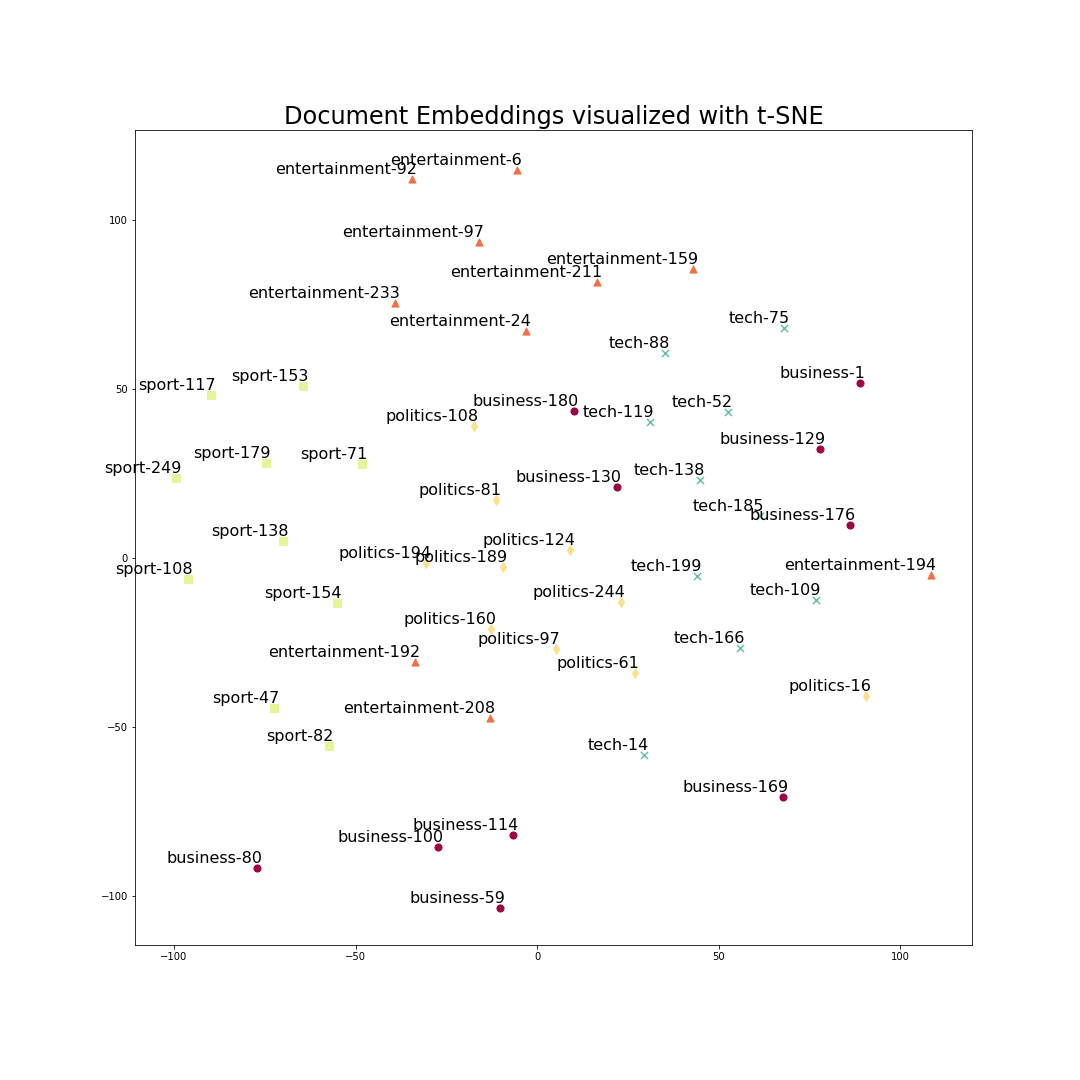 Document Embeddings visualized with t-SNE
entertainment-6
entertainment-92
100
entertainment-97
entertainment-159
entertainment-211
entertainment-233
entertainment-24
tech-75
tech-88
business-1
sport-153
sport-117
50
business-180
tech-52
tech-119
politics-108
business-129
sport-179
sport-71
sport-249
tech-138
business-130
politics-81
tech-185
business-176
sport-138
politics-124
politics-194
politics-189
0
entertainment-194
tech-199
sport-108
tech-109
sport-154
politics-244
politics-160
politics-97
tech-166
entertainment-192
politics-61
politics-16
sport-47
entertainment-208
−50
sport-82
tech-14
business-169
business-114
business-100
business-80
business-59
−100
−100
−50
0
50
100